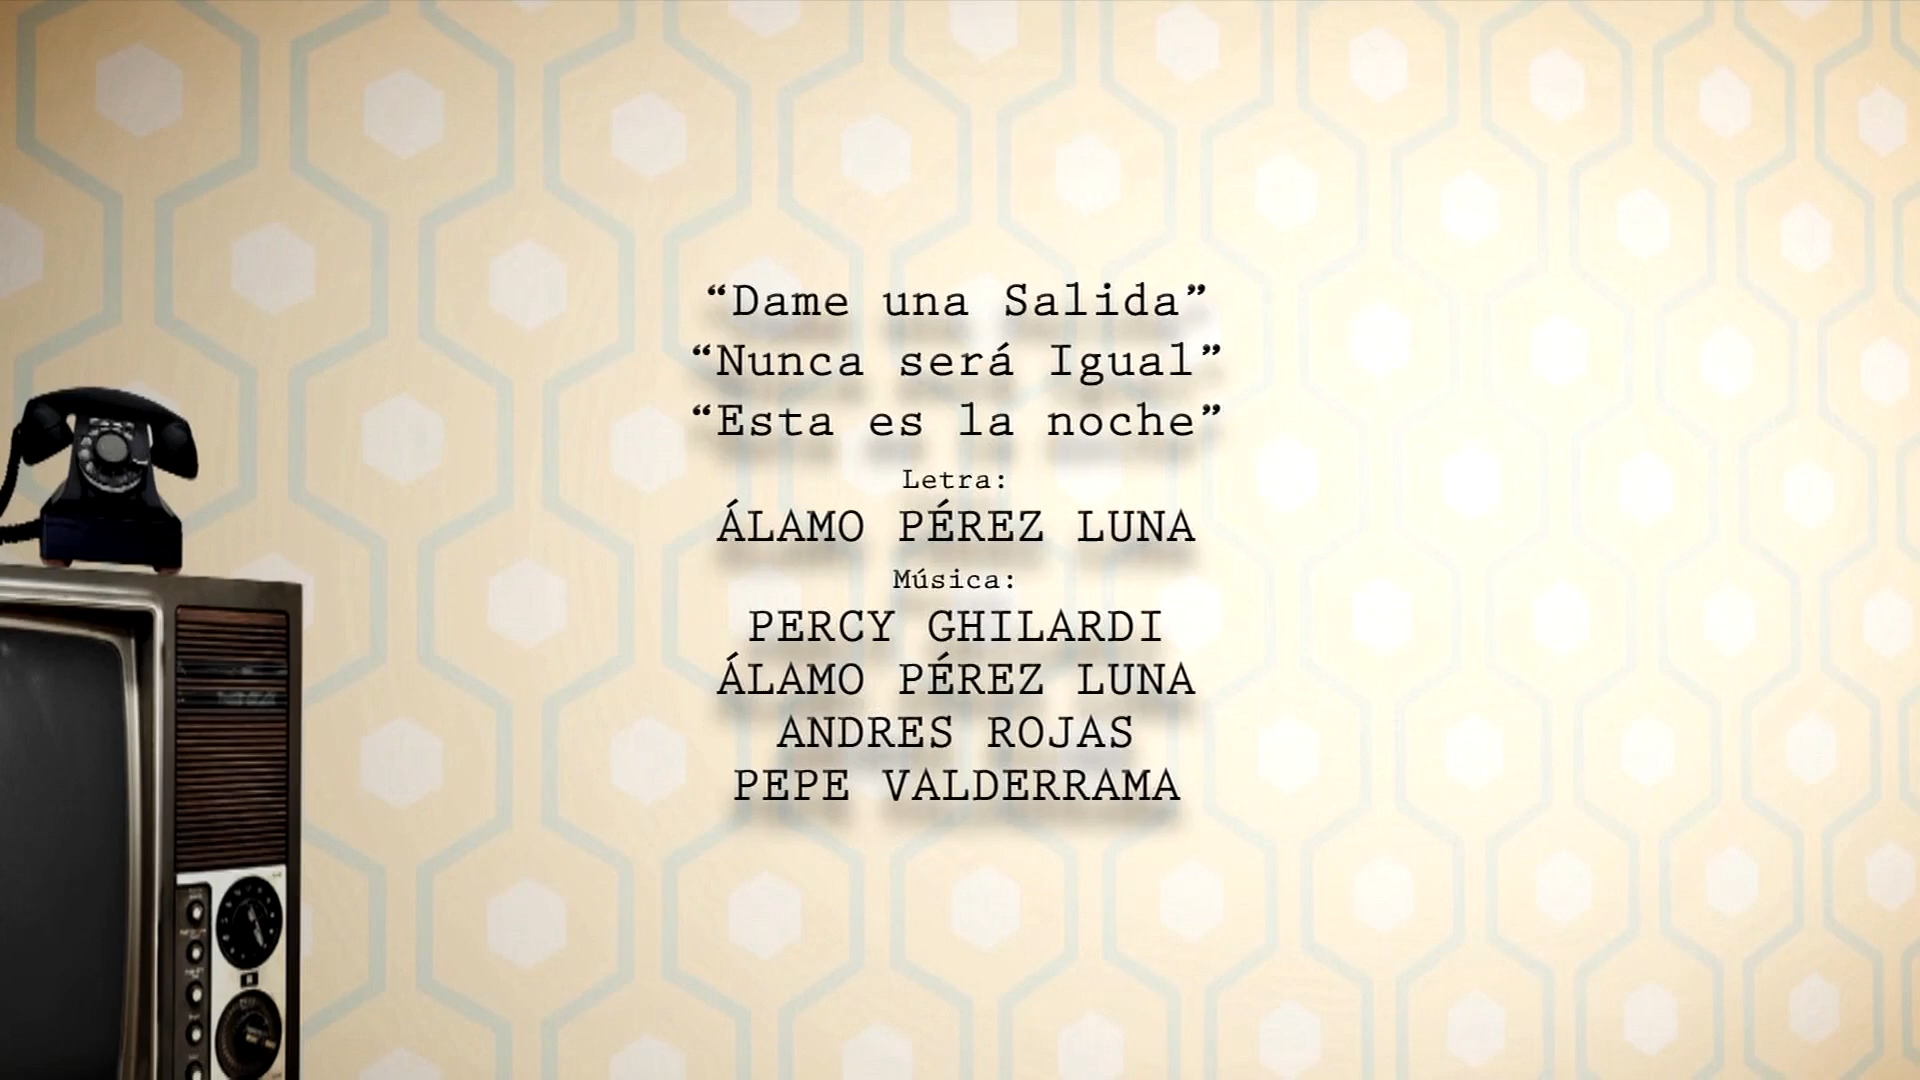 “Dame una Salida”
“Nunca será Igual”
“Esta es la noche”
Letra:
ÁLAMO PÉREZ LUNA
Música:
PERCY GHILARDI
ÁLAMO PÉREZ LUNA
ANDRES ROJAS
PEPE VALDERRAMA